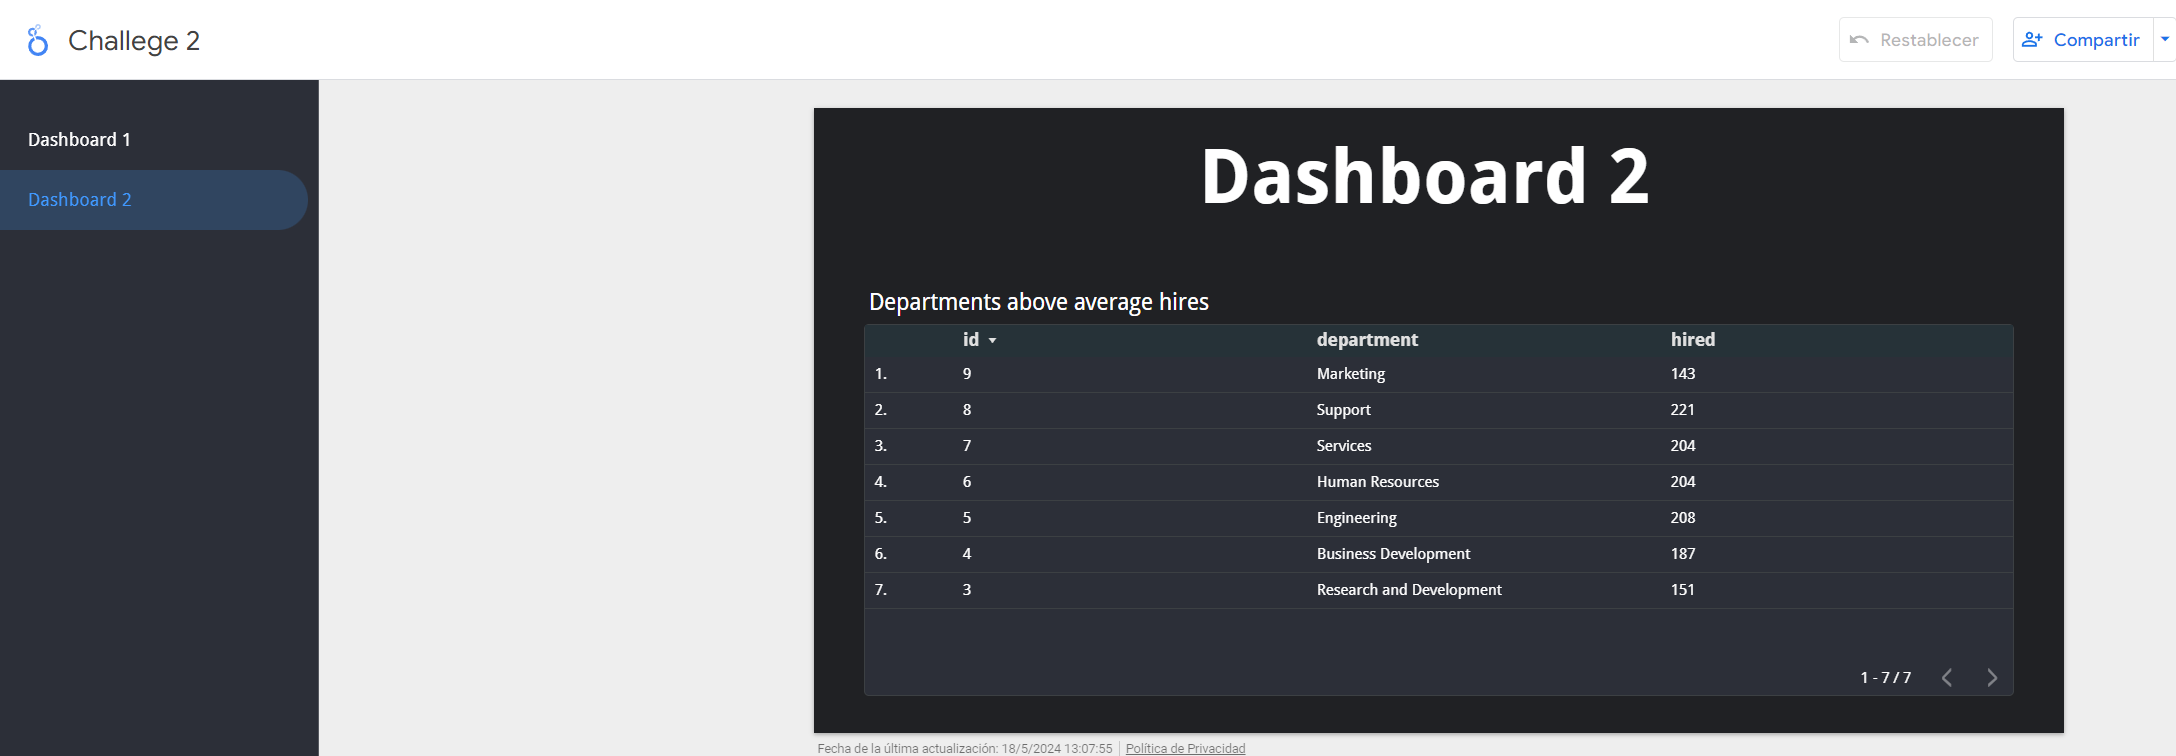 Challege 2
Restablecer
Compartir
Dashboard 1
Dashboard 2
Dashboard 2
Departments above average hires
id department hired
1. 9 Marketing 143
2. 8 Support 221
3. 7 Services 204
4. 6 Human Resources 204
5. 5 Engineering 208
6. 4 Business Development 187
7. 3 Research and Development 151
1 - 7 / 7
Fecha de la última actualización: 18/5/2024 13:07:55 Política de Privacidad